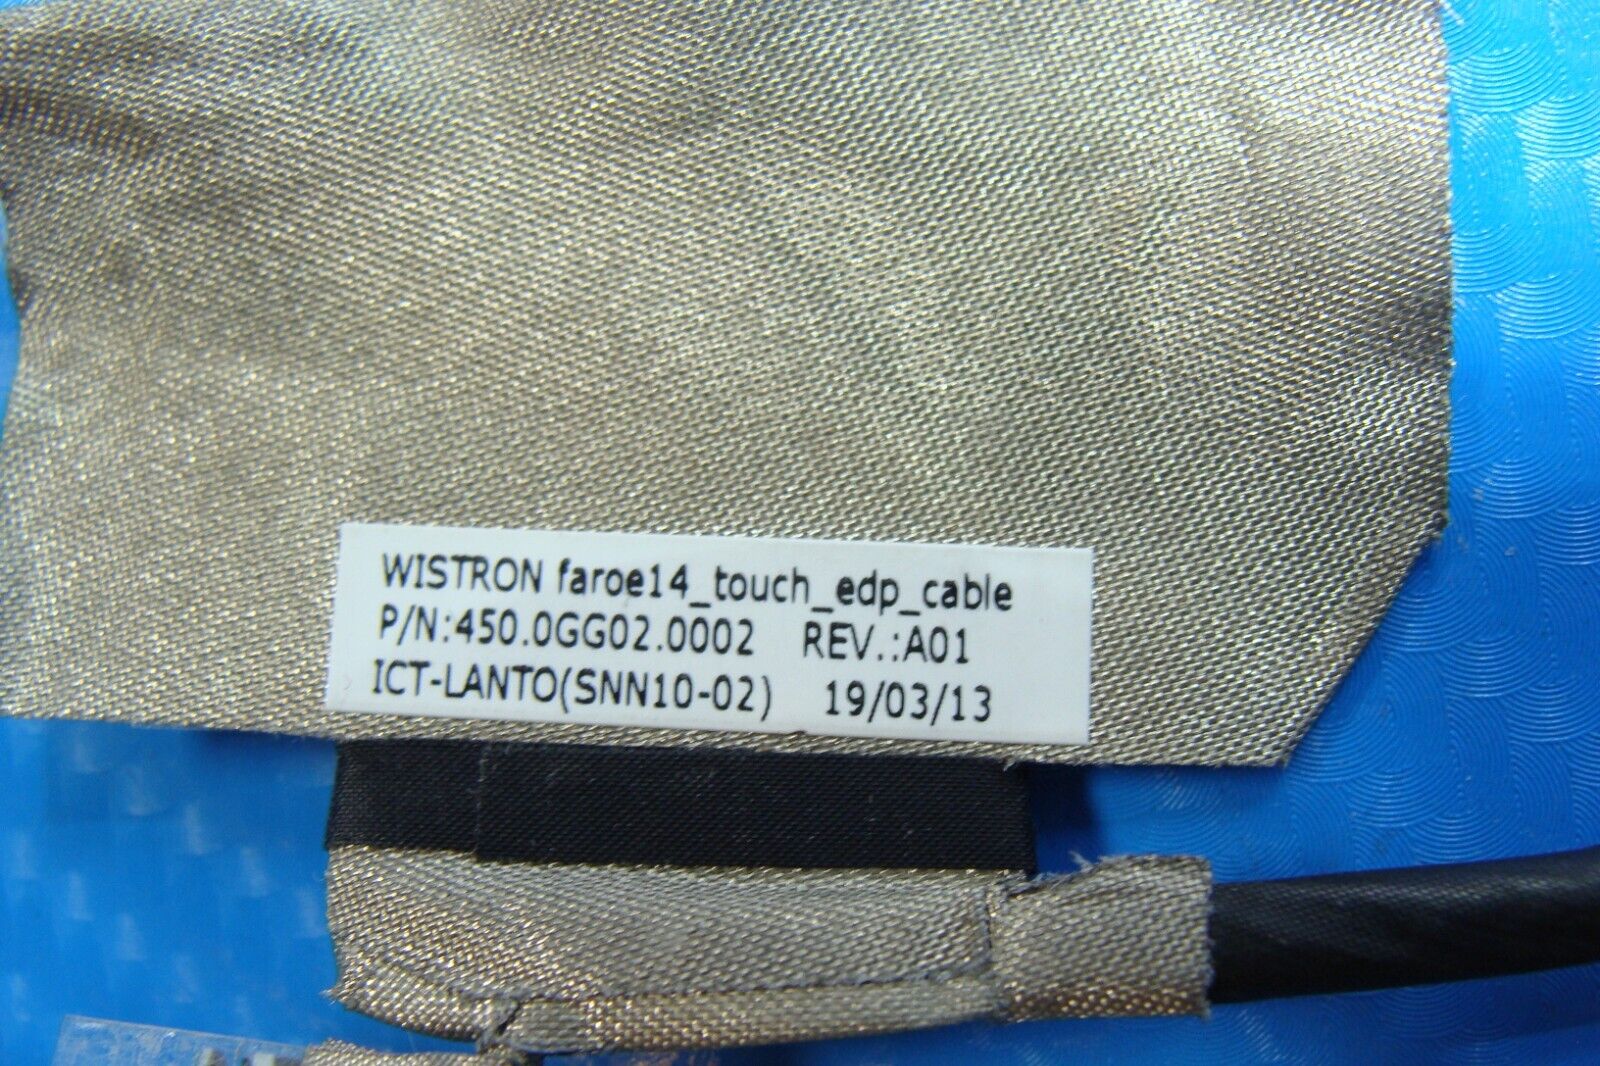 WISTRON faroe14_touch_edp_cable
P/N:450.0GG02.0002 REV.:A01
ICT-LANTO(SNN10-02) 19/03/13